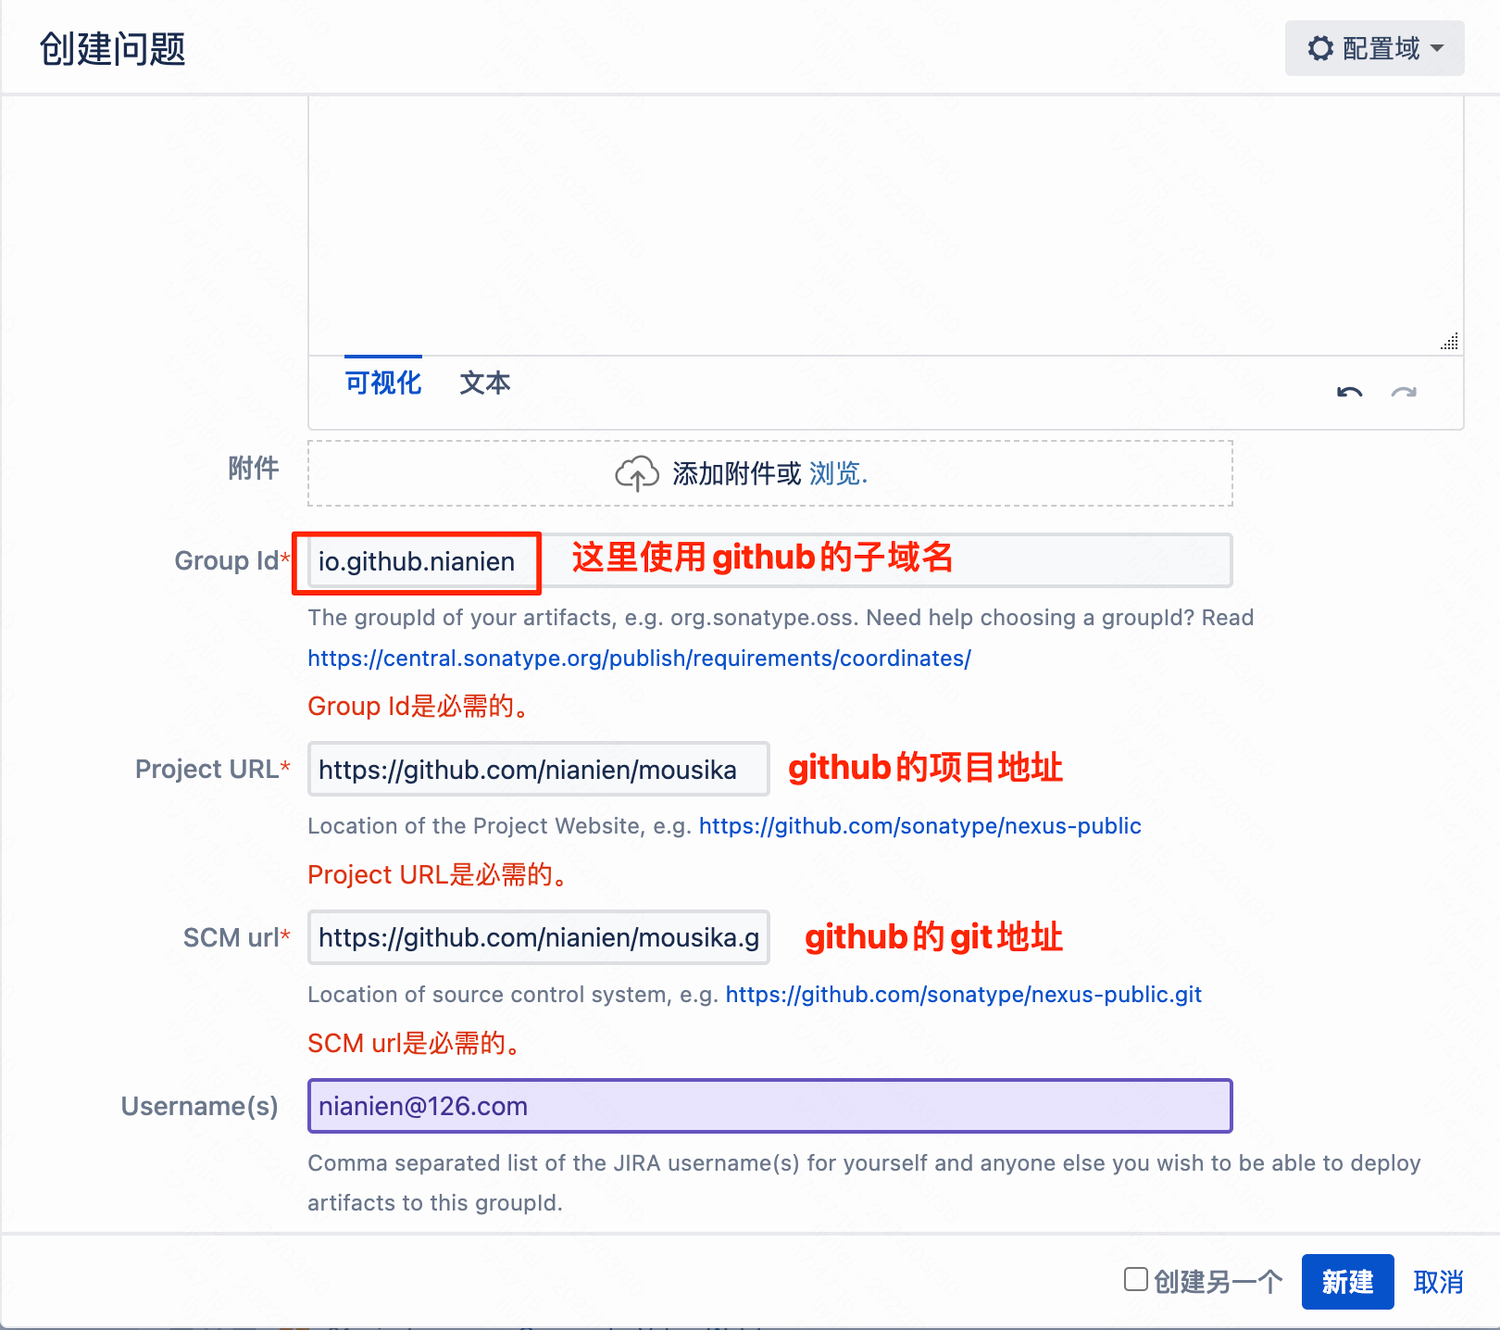 创建问题
配置域
可视化 文本
附件 添加附件或 浏览.
Group Id* io.github.nianien 这里使用github的子域名
The groupId of your artifacts, e.g. org.sonatype.oss. Need help choosing a groupId? Read
https://central.sonatype.org/publish/requirements/coordinates/
Group Id是必需的。
Project URL* https://github.com/nianien/mousika github的项目地址
Location of the Project Website, e.g. https://github.com/sonatype/nexus-public
Project URL是必需的。
SCM url* https://github.com/nianien/mousika.g github的git地址
Location of source control system, e.g. https://github.com/sonatype/nexus-public.git
SCM url是必需的。
Username(s) nianien@126.com
Comma separated list of the JIRA username(s) for yourself and anyone else you wish to be able to deploy
artifacts to this groupId.
创建另一个 新建 取消